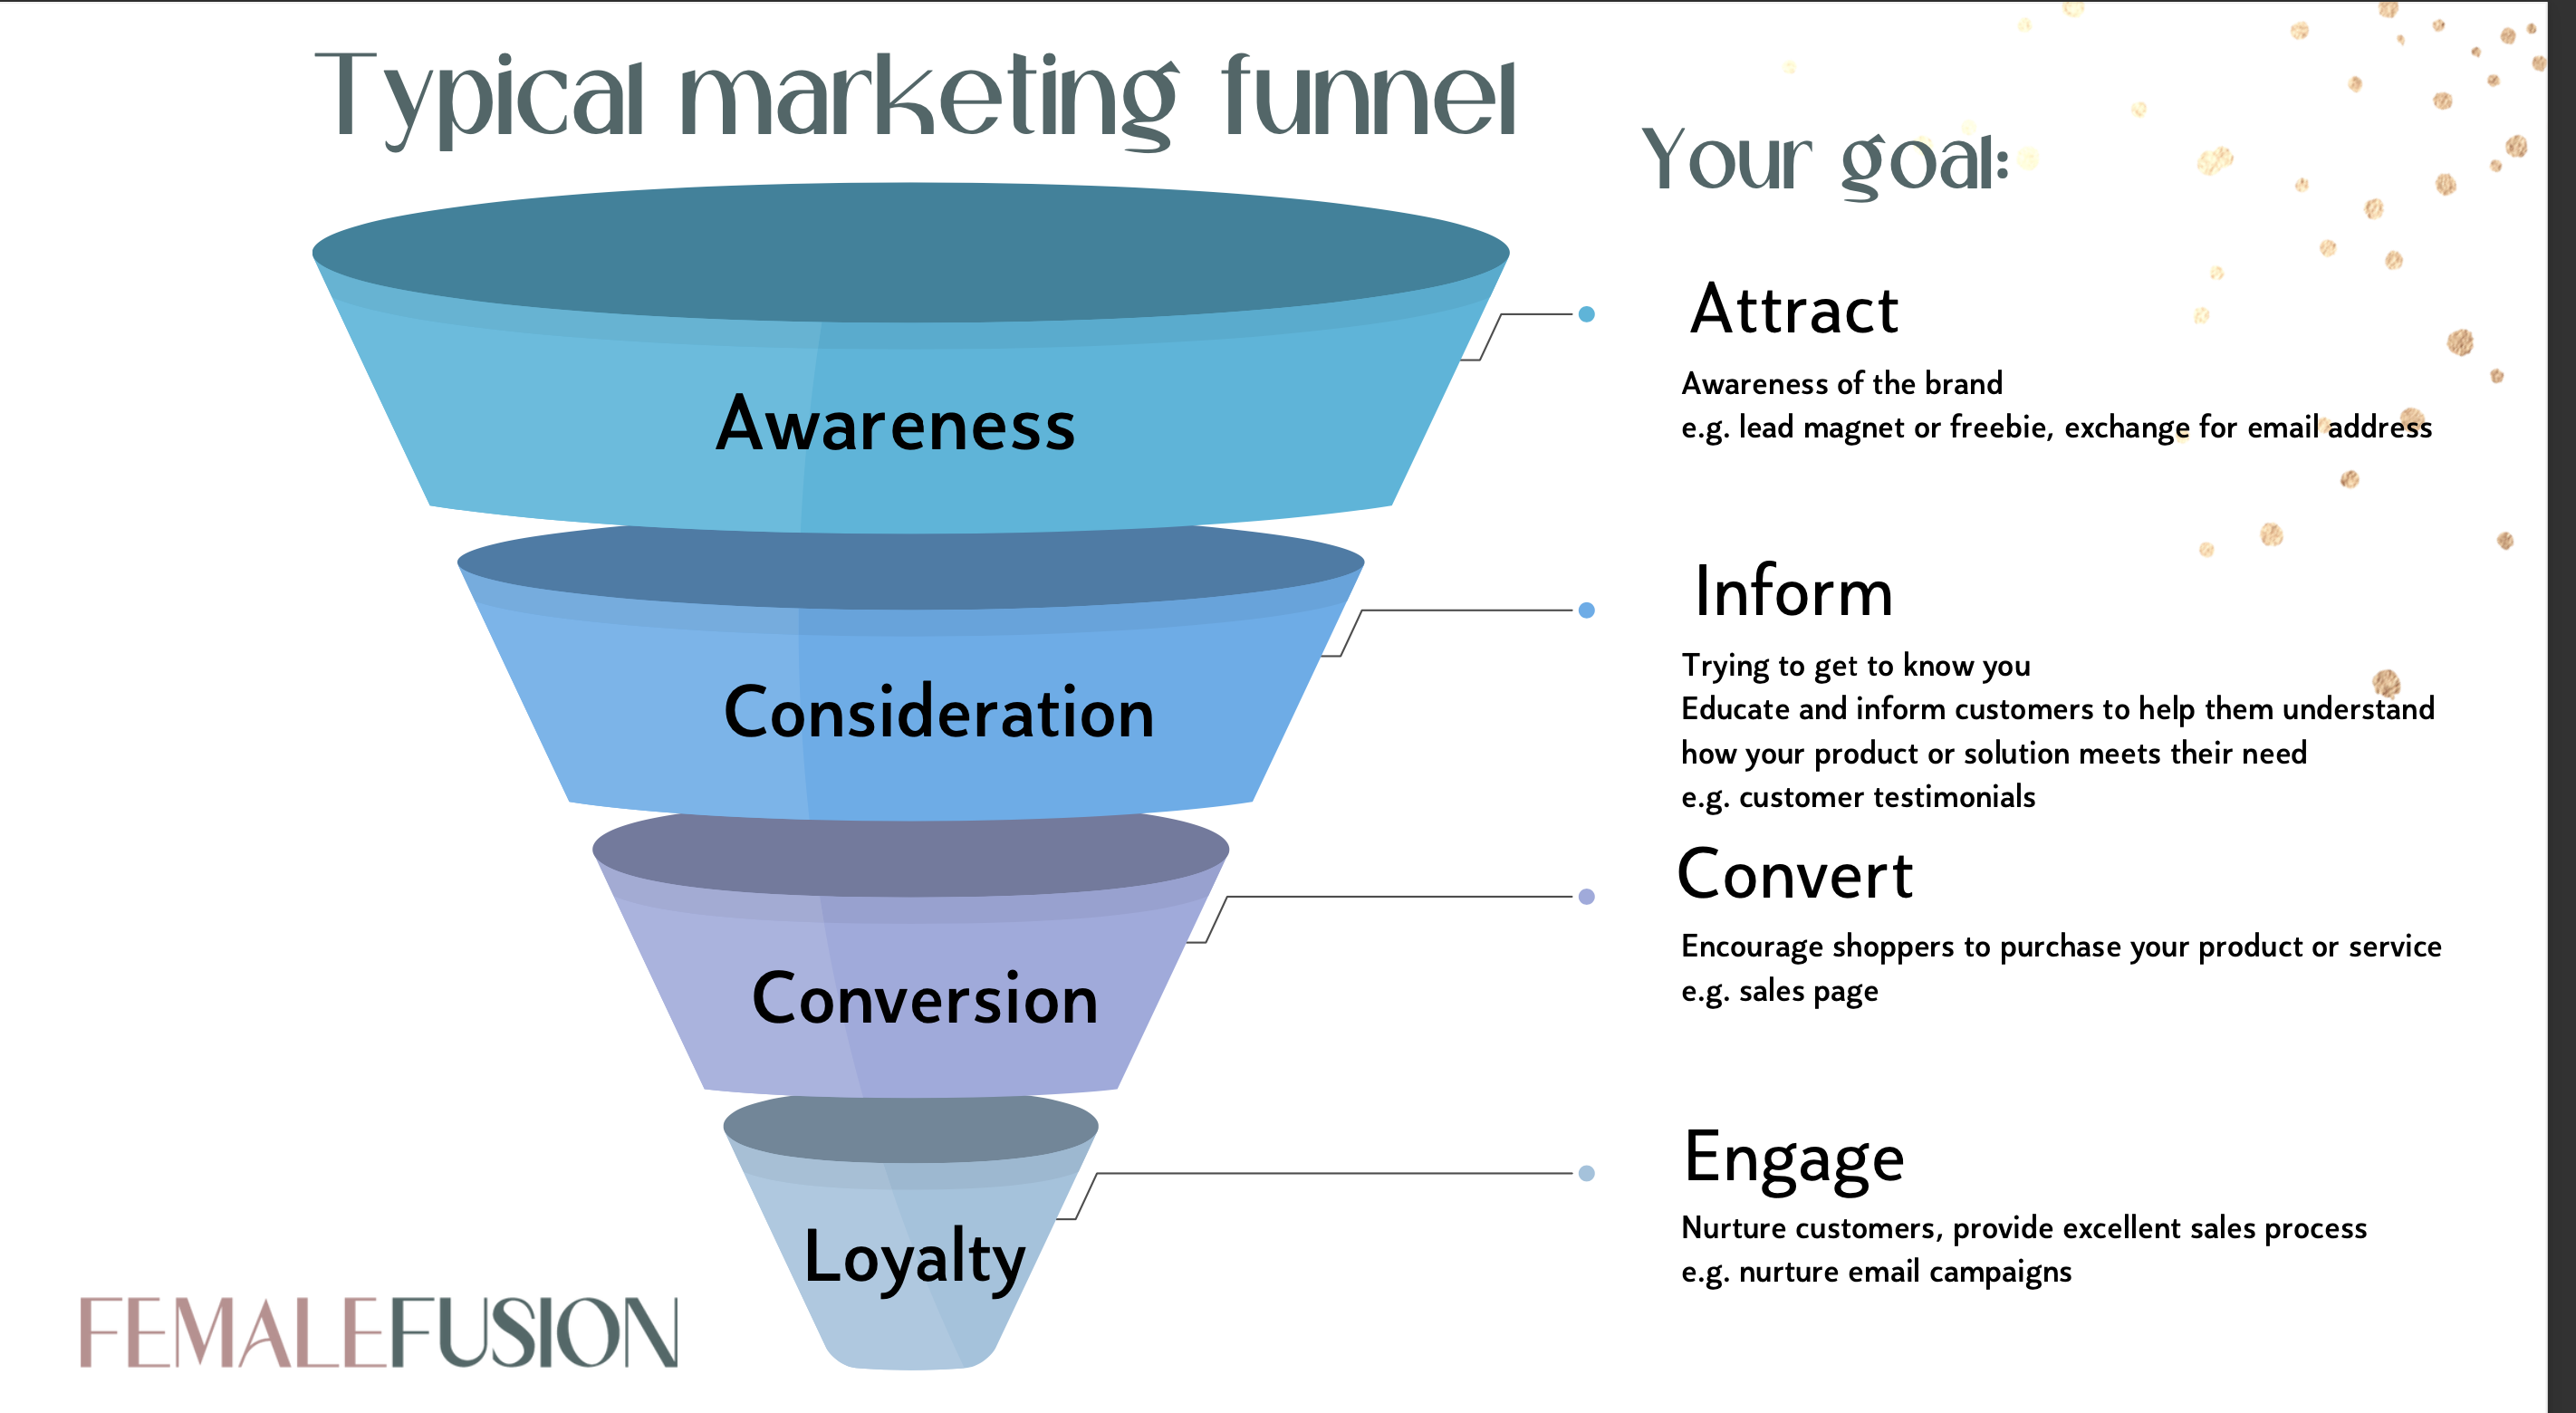 Typical marketing funnel
Your goal:
Awareness
Attract
Awareness of the brand
e.g. lead magnet or freebie, exchange for email address
Consideration
Inform
Trying to get to know you
Educate and inform customers to help them understand
how your product or solution meets their need
e.g. customer testimonials
Conversion
Convert
Encourage shoppers to purchase your product or service
e.g. sales page
Loyalty
Engage
Nurture customers, provide excellent sales process
e.g. nurture email campaigns
FEMALEFUSION